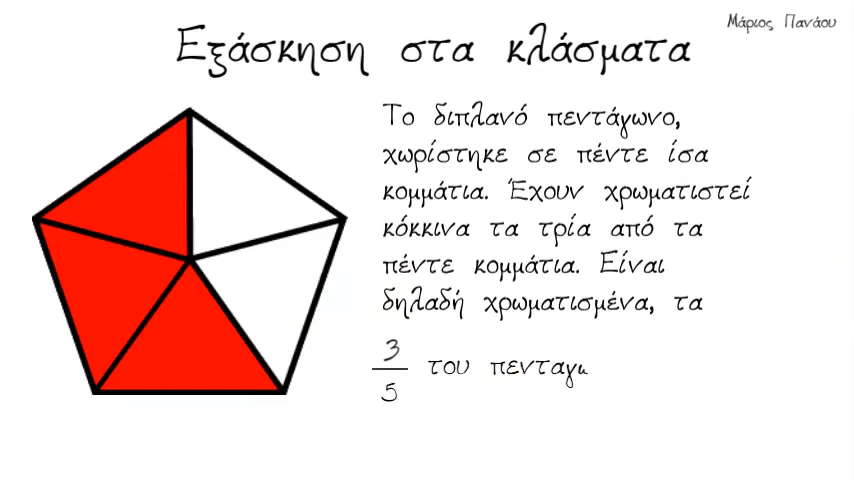 Μάριος Πανάου
Εξάσκηση στα κλάσματα
Το διπλανό πεντάγωνο,
χωρίστηκε σε πέντε ίσα
κομμάτια. Έχουν χρωματιστεί
κόκκινα τα τρία από τα
πέντε κομμάτια. Είναι
δηλαδή χρωματισμένα, τα
3
5 του πενταγ